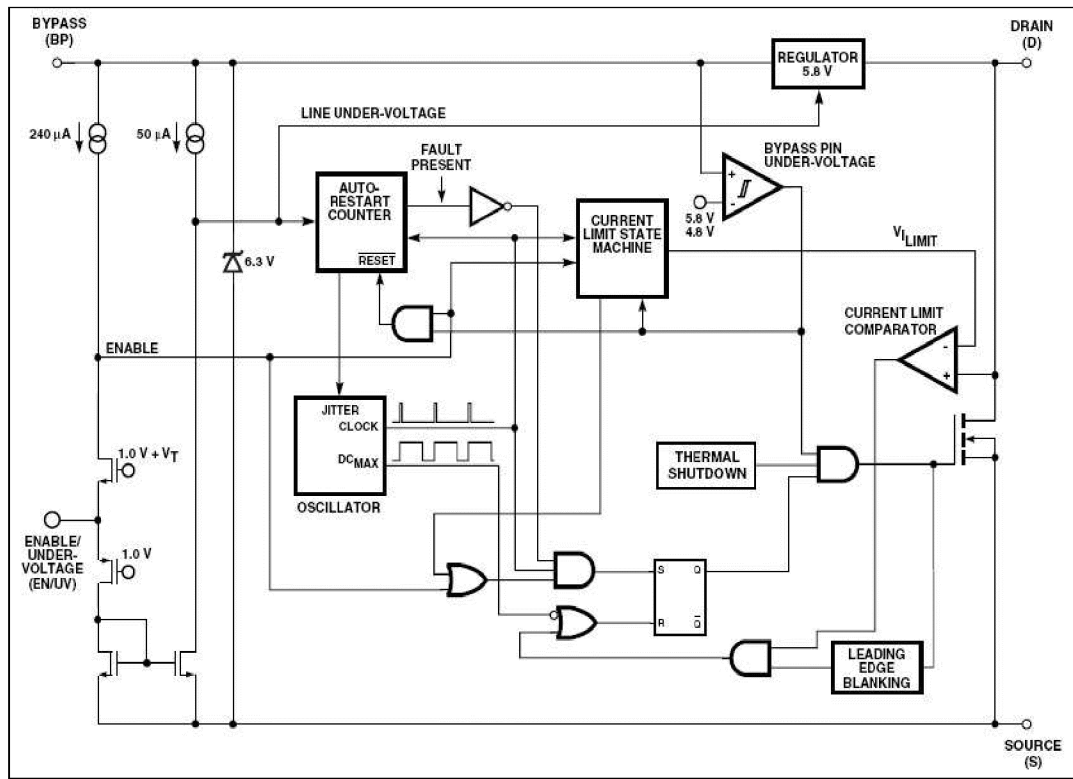 BYPASS
(BP)
DRAIN
(D)
REGULATOR
5.8 V
LINE UNDER-VOLTAGE
240 µA
50 µA
FAULT
PRESENT
BYPASS PIN
UNDER-VOLTAGE
+
-
5.8 V
4.8 V
AUTO-
RESTART
COUNTER
RESET
CURRENT
LIMIT STATE
MACHINE
VI LIMIT
6.3 V
CURRENT LIMIT
COMPARATOR
-
+
ENABLE
JITTER
CLOCK
DCMAX
OSCILLATOR
1.0 V + VT
THERMAL
SHUTDOWN
ENABLE/
UNDER-
VOLTAGE
(EN/UV)
1.0 V
S Q
R Q
LEADING
EDGE
BLANKING
SOURCE
(S)